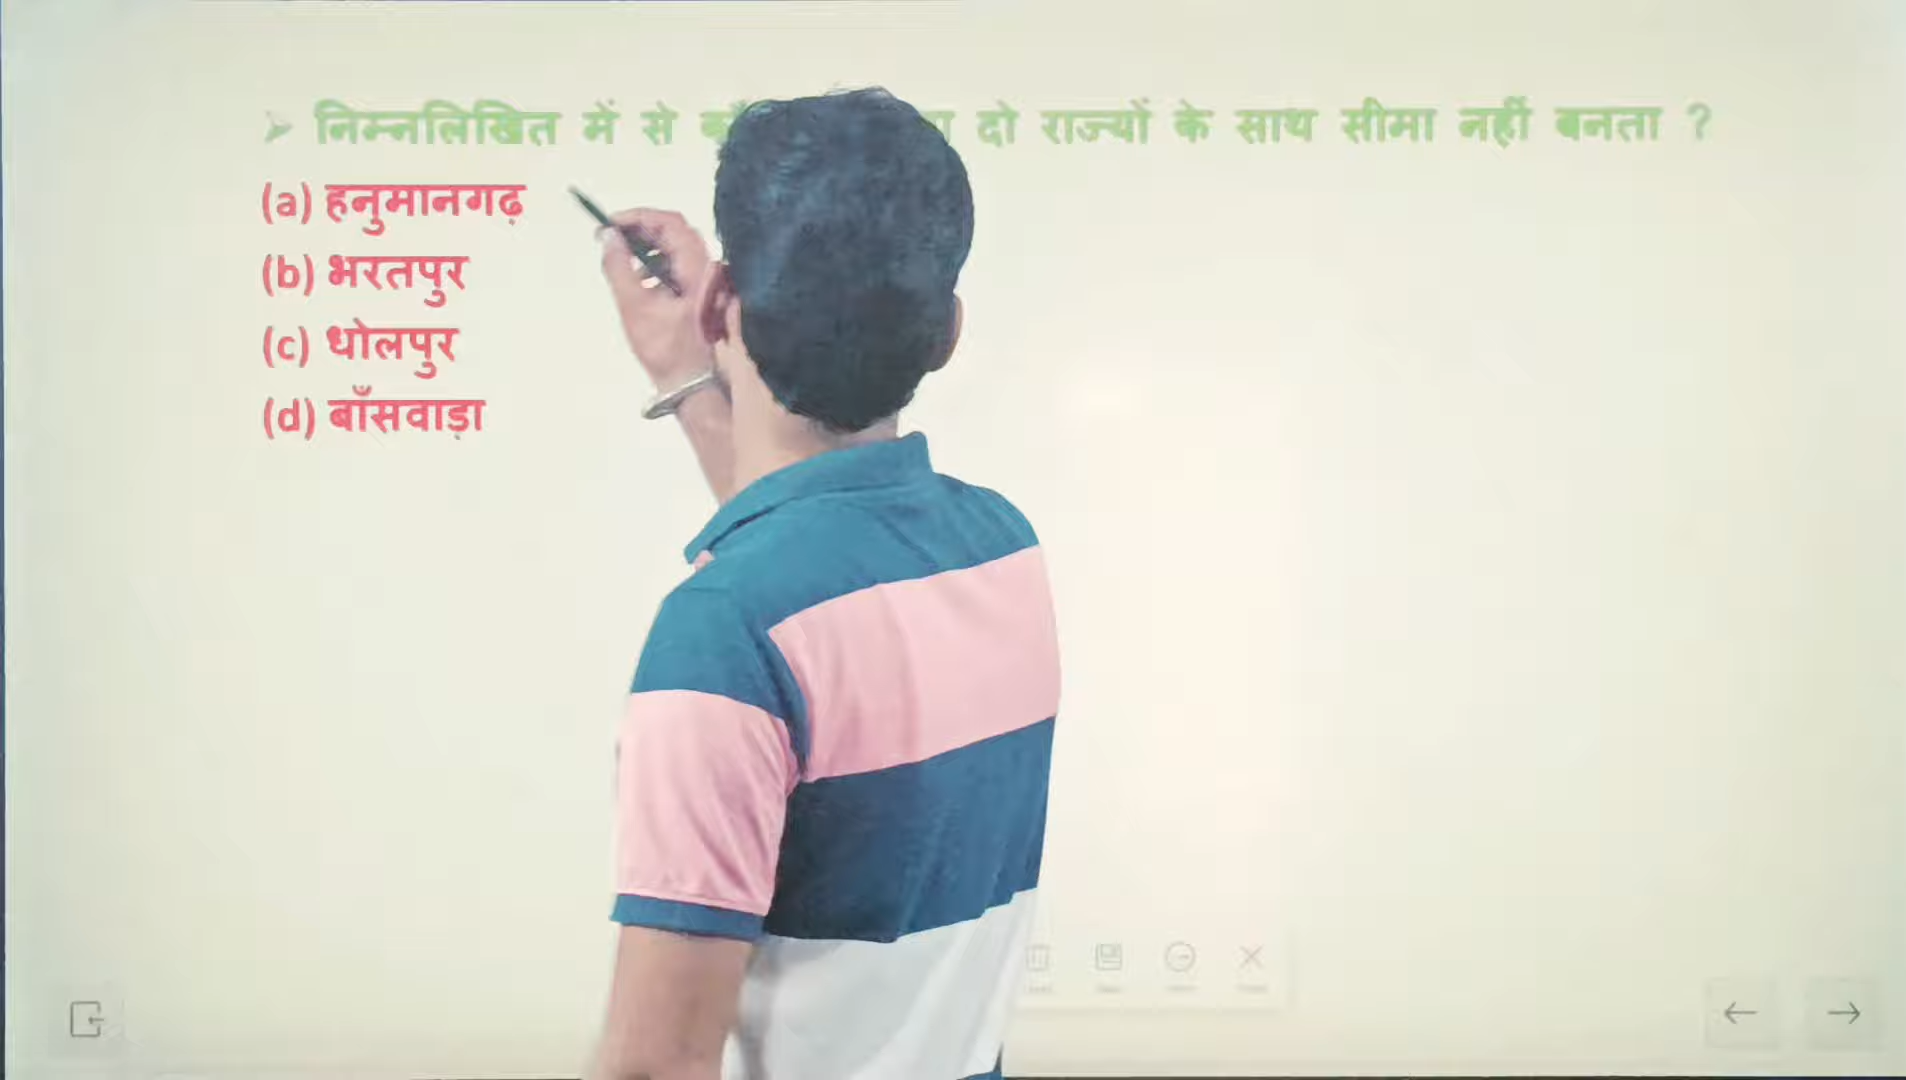 ➢ निम्नलिखित में से दो राज्यों के साथ सीमा नहीं बनता ?
(a) हनुमानगढ़
(b) भरतपुर
(c) धोलपुर
(d) बाँसवाड़ा